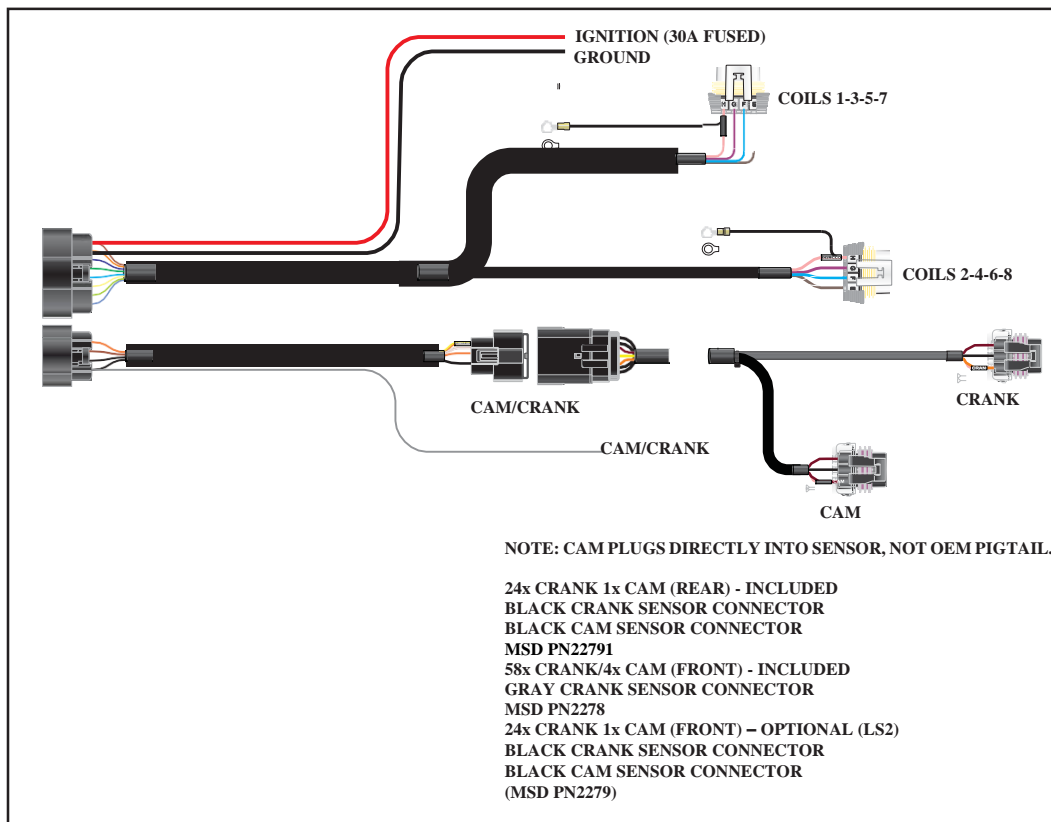 IGNITION (30A FUSED)
GROUND
COILS 1-3-5-7
H G F E
COILS 2-4-6-8
H
G
F
E
CAM/CRANK
CAM/CRANK
CRANK
CAM
NOTE: CAM PLUGS DIRECTLY INTO SENSOR, NOT OEM PIGTAIL.
24x CRANK 1x CAM (REAR) - INCLUDED
BLACK CRANK SENSOR CONNECTOR
BLACK CAM SENSOR CONNECTOR
MSD PN22791
58x CRANK/4x CAM (FRONT) - INCLUDED
GRAY CRANK SENSOR CONNECTOR
MSD PN2278
24x CRANK 1x CAM (FRONT) – OPTIONAL (LS2)
BLACK CRANK SENSOR CONNECTOR
BLACK CAM SENSOR CONNECTOR
(MSD PN2279)